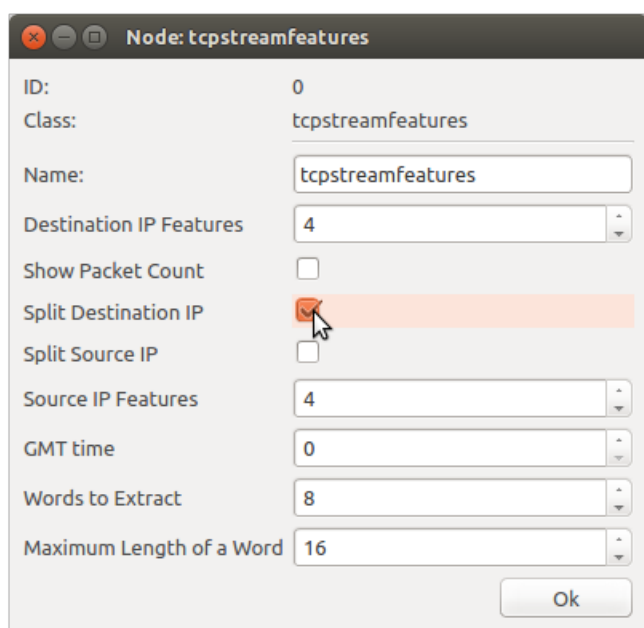 Node: tcpstreamfeatures
ID: 0
Class: tcpstreamfeatures
Name: tcpstreamfeatures
Destination IP Features 4
Show Packet Count
Split Destination IP
Split Source IP
Source IP Features 4
GMT time 0
Words to Extract 8
Maximum Length of a Word 16
Ok